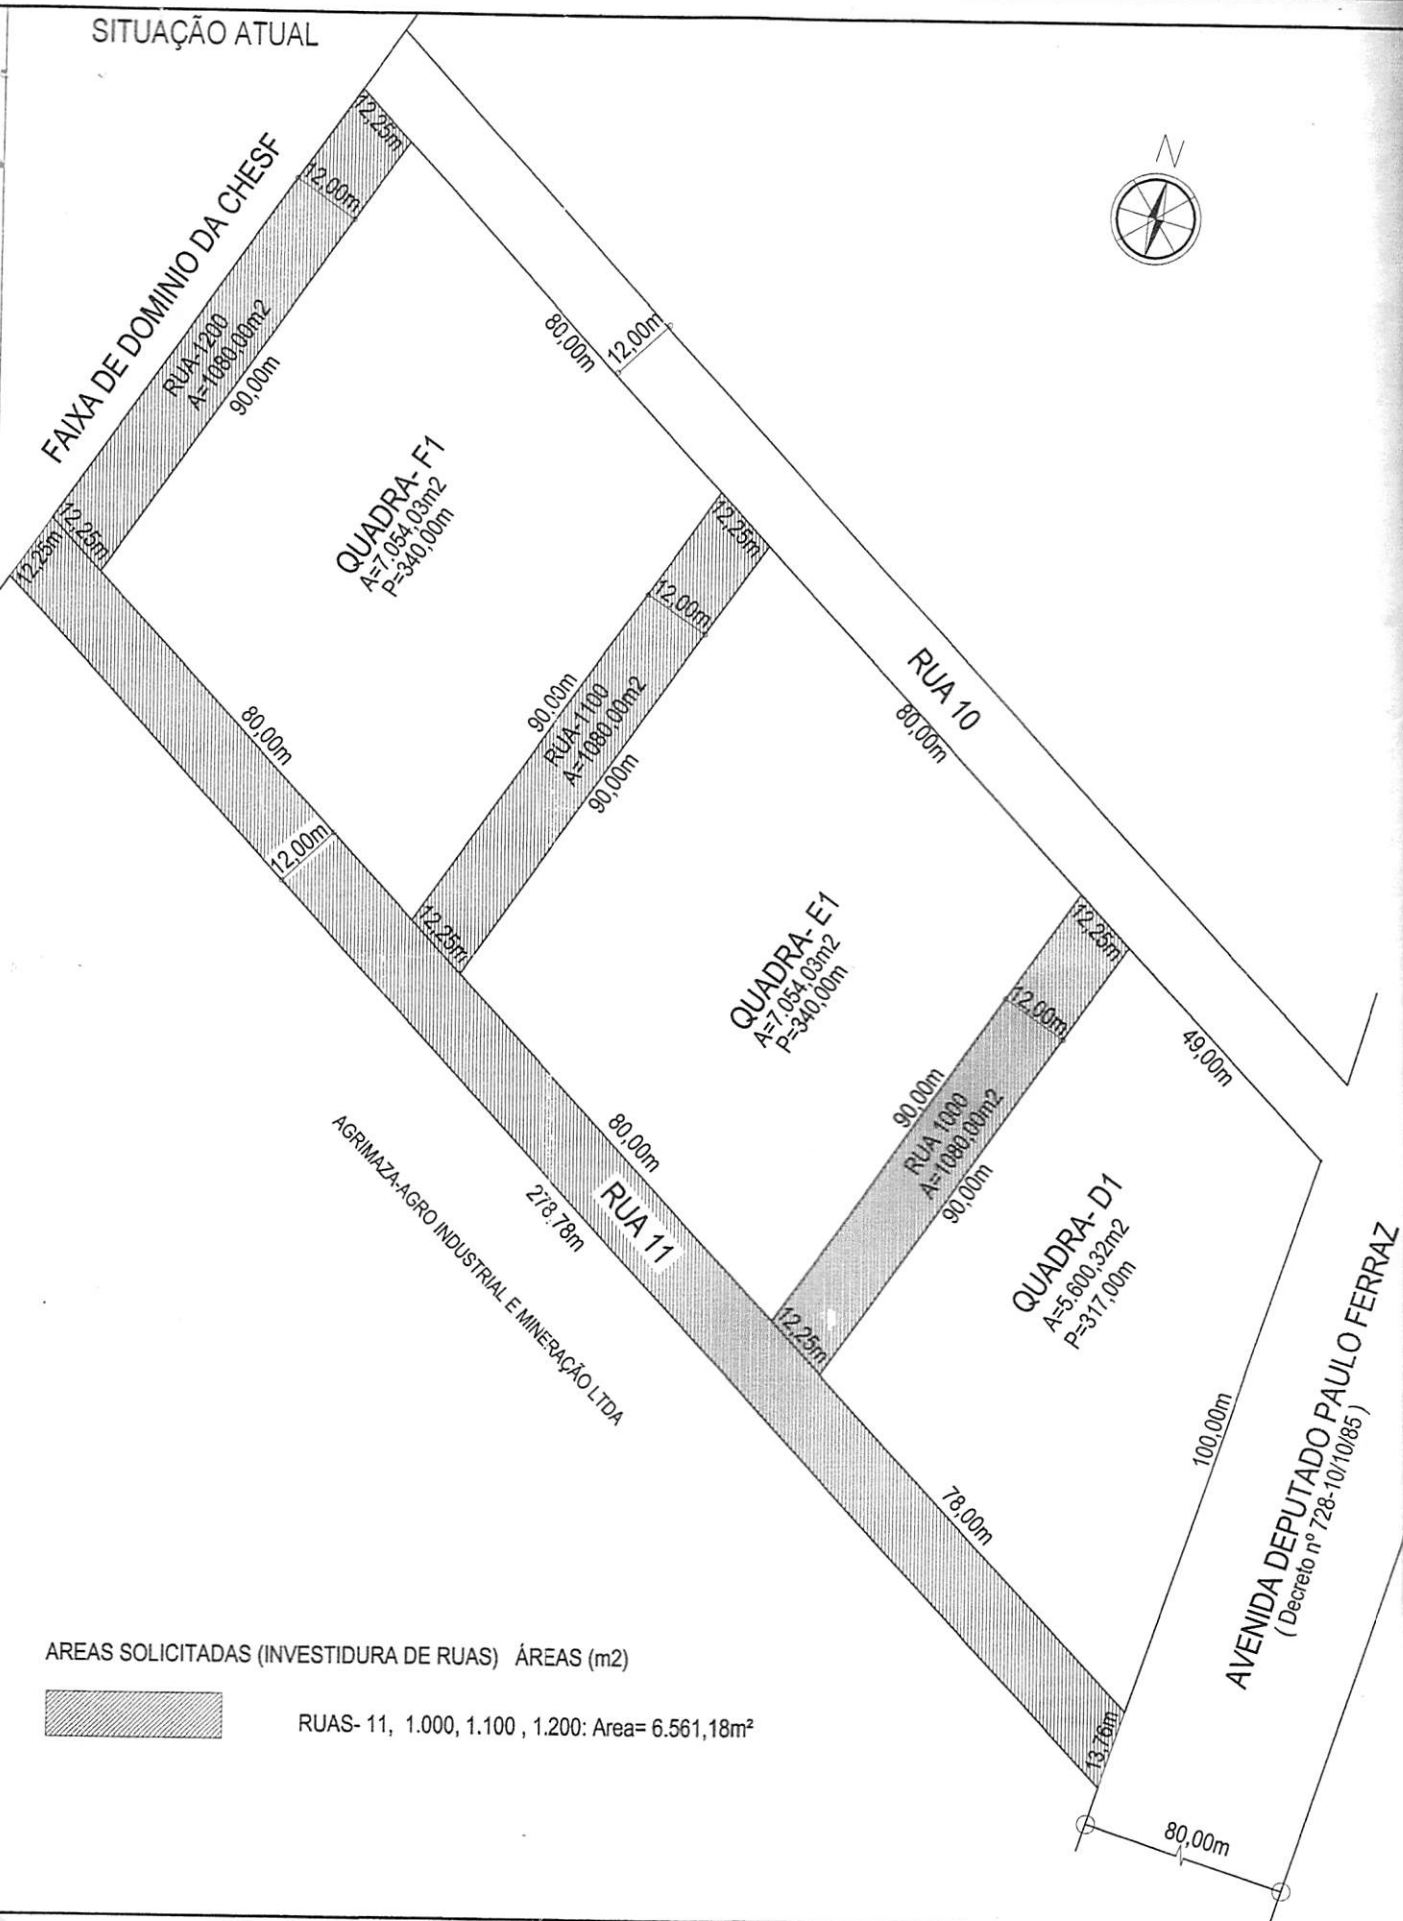 SITUAÇÃO ATUAL
N
FAIXA DE DOMINIO DA CHESF
12,25m
12,00m
RUA-1200
A=1080,00m2
90,00m
12,25m
12,25m
80,00m
12,00m
QUADRA- F1
A=7.054,03m2
P=340,00m
12,25m
12,00m
90.00m
RUA-1100
A=1080,00m2
90,00m
12,25m
80,00m
12,00m
RUA 10
80,00m
QUADRA- E1
A=7.054,03m2
P=340,00m
12,25m
12,00m
90,00m
RUA 1000
A=1080,00m2
90,00m
12,25m
49,00m
80,00m
RUA 11
278,78m
AGRIMAZA-AGRO INDUSTRIAL E MINERAÇÃO LTDA
QUADRA- D1
A=5.600,32m2
P=317,00m
100,00m
78,00m
13,76m
AVENIDA DEPUTADO PAULO FERRAZ
( Decreto nº 728-10/10/85 )
80,00m
AREAS SOLICITADAS (INVESTIDURA DE RUAS) ÁREAS (m2)
RUAS- 11, 1.000, 1.100 , 1.200: Area= 6.561,18m²